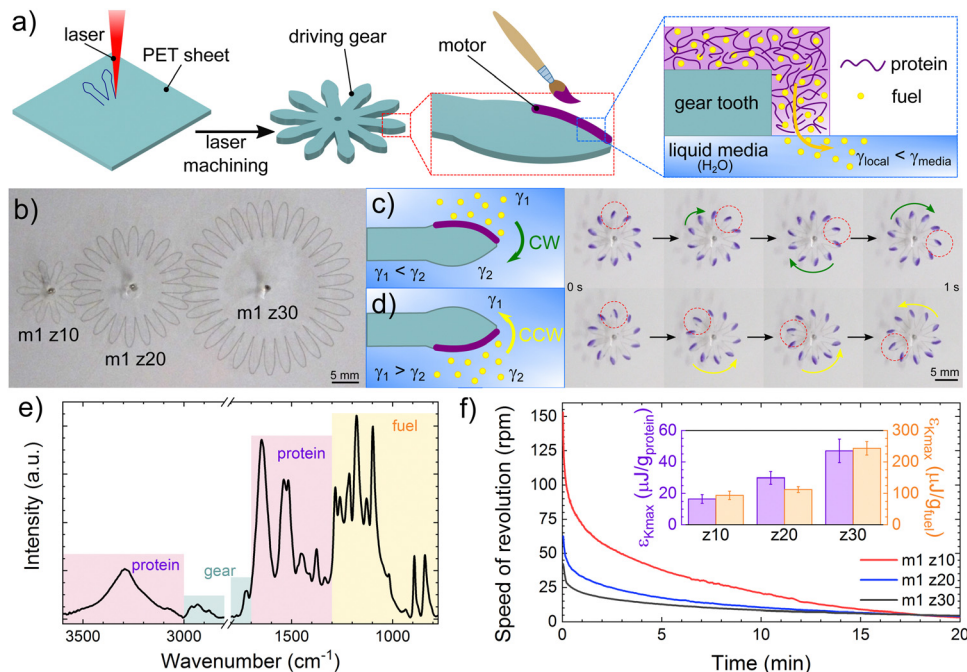 a)
laser
PET sheet
laser
machining
driving gear
motor
gear tooth
liquid media
(H₂O)
γlocal < γmedia
protein
fuel
b)
m1 z10
m1 z20
m1 z30
5 mm
c)
γ₁
CW
γ₁ < γ₂
γ₂
d)
γ₁
CCW
γ₁ > γ₂
γ₂
0 s
1 s
5 mm
e)
Intensity (a.u.)
protein
gear
protein
fuel
3500
3000
1500
1000
Wavenumber (cm⁻¹)
f)
Speed of revolution (rpm)
150
125
100
75
50
25
0
0
5
10
15
20
Time (min)
εKmax (μJ/gprotein)
60
40
20
0
z10
z20
z30
300
200
100
0
εKmax (μJ/gfuel)
m1 z10
m1 z20
m1 z30